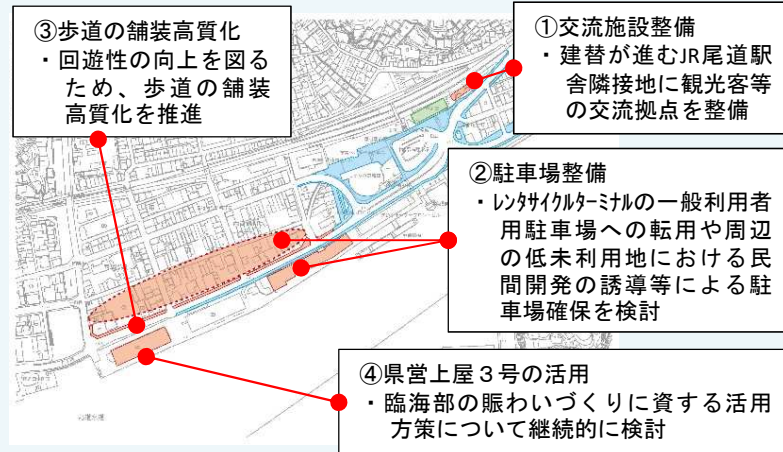 ③歩道の舗装高質化
・回遊性の向上を図る
ため、歩道の舗装
高質化を推進
①交流施設整備
・建替が進むJR尾道駅
舎隣接地に観光客等
の交流拠点を整備
②駐車場整備
・ﾚﾝﾀｻｲｸﾙﾀｰﾐﾅﾙの一般利用者
用駐車場への転用や周辺
の低未利用地における民
間開発の誘導等による駐
車場確保を検討
④県営上屋３号の活用
・臨海部の賑わいづくりに資する活用
方策について継続的に検討